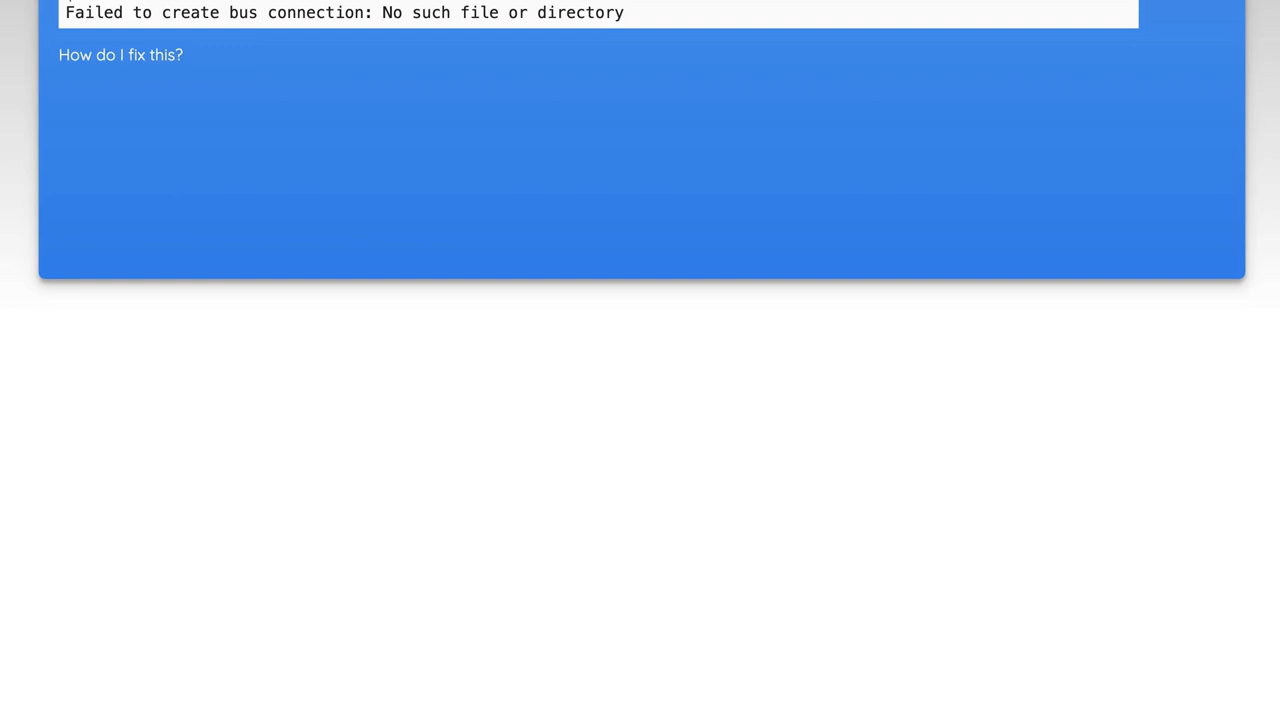 Failed to create bus connection: No such file or directory
How do I fix this?